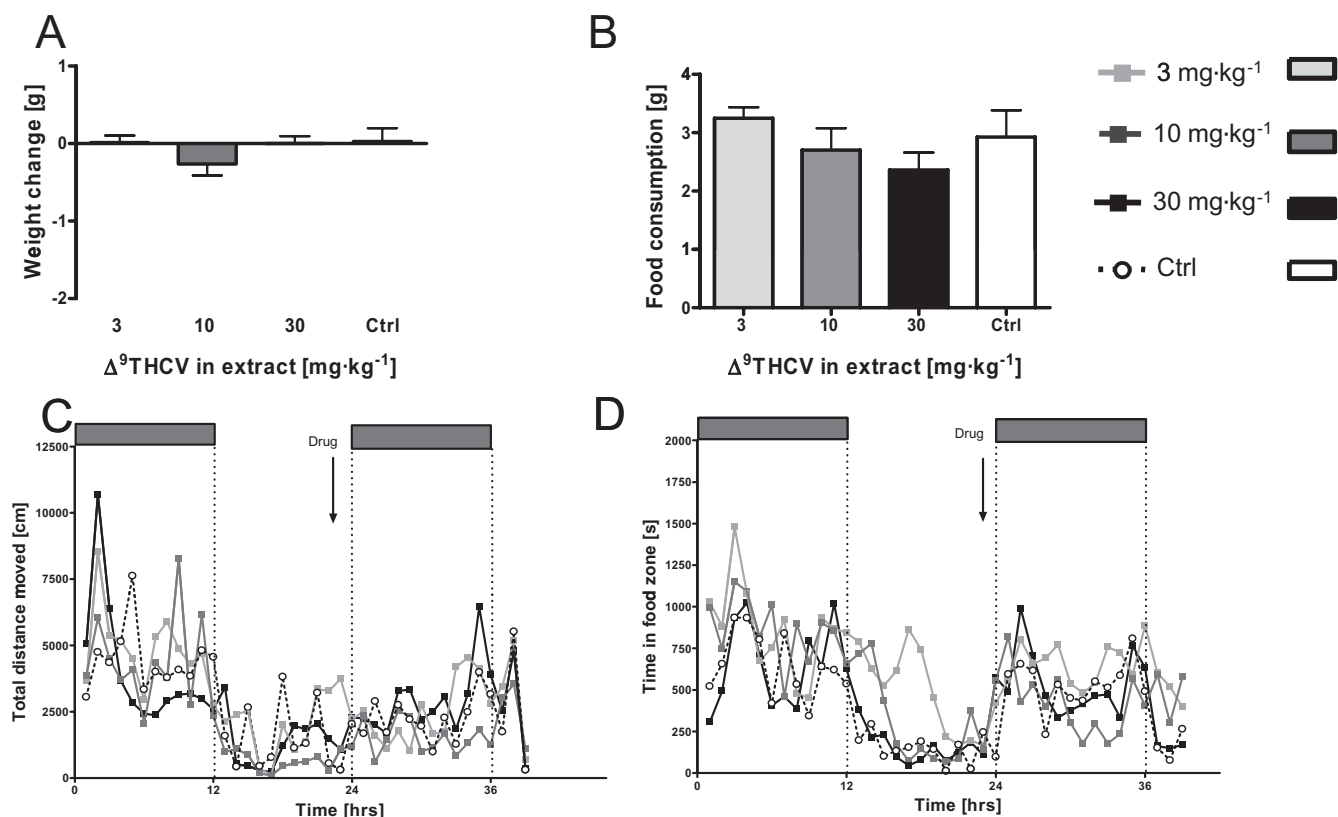 A
Weight change [g]
1
0
-1
-2
3 10 30 Ctrl
Δ⁹THCV in extract [mg·kg⁻¹]
B
Food consumption [g]
4
3
2
1
0
3 10 30 Ctrl
Δ⁹THCV in extract [mg·kg⁻¹]
3 mg·kg⁻¹
10 mg·kg⁻¹
30 mg·kg⁻¹
Ctrl
C
Total distance moved [cm]
12500
10000
7500
5000
2500
0
Drug
0 12 24 36
Time [hrs]
D
Time in food zone [s]
2000
1750
1500
1250
1000
750
500
250
0
Drug
0 12 24 36
Time [hrs]